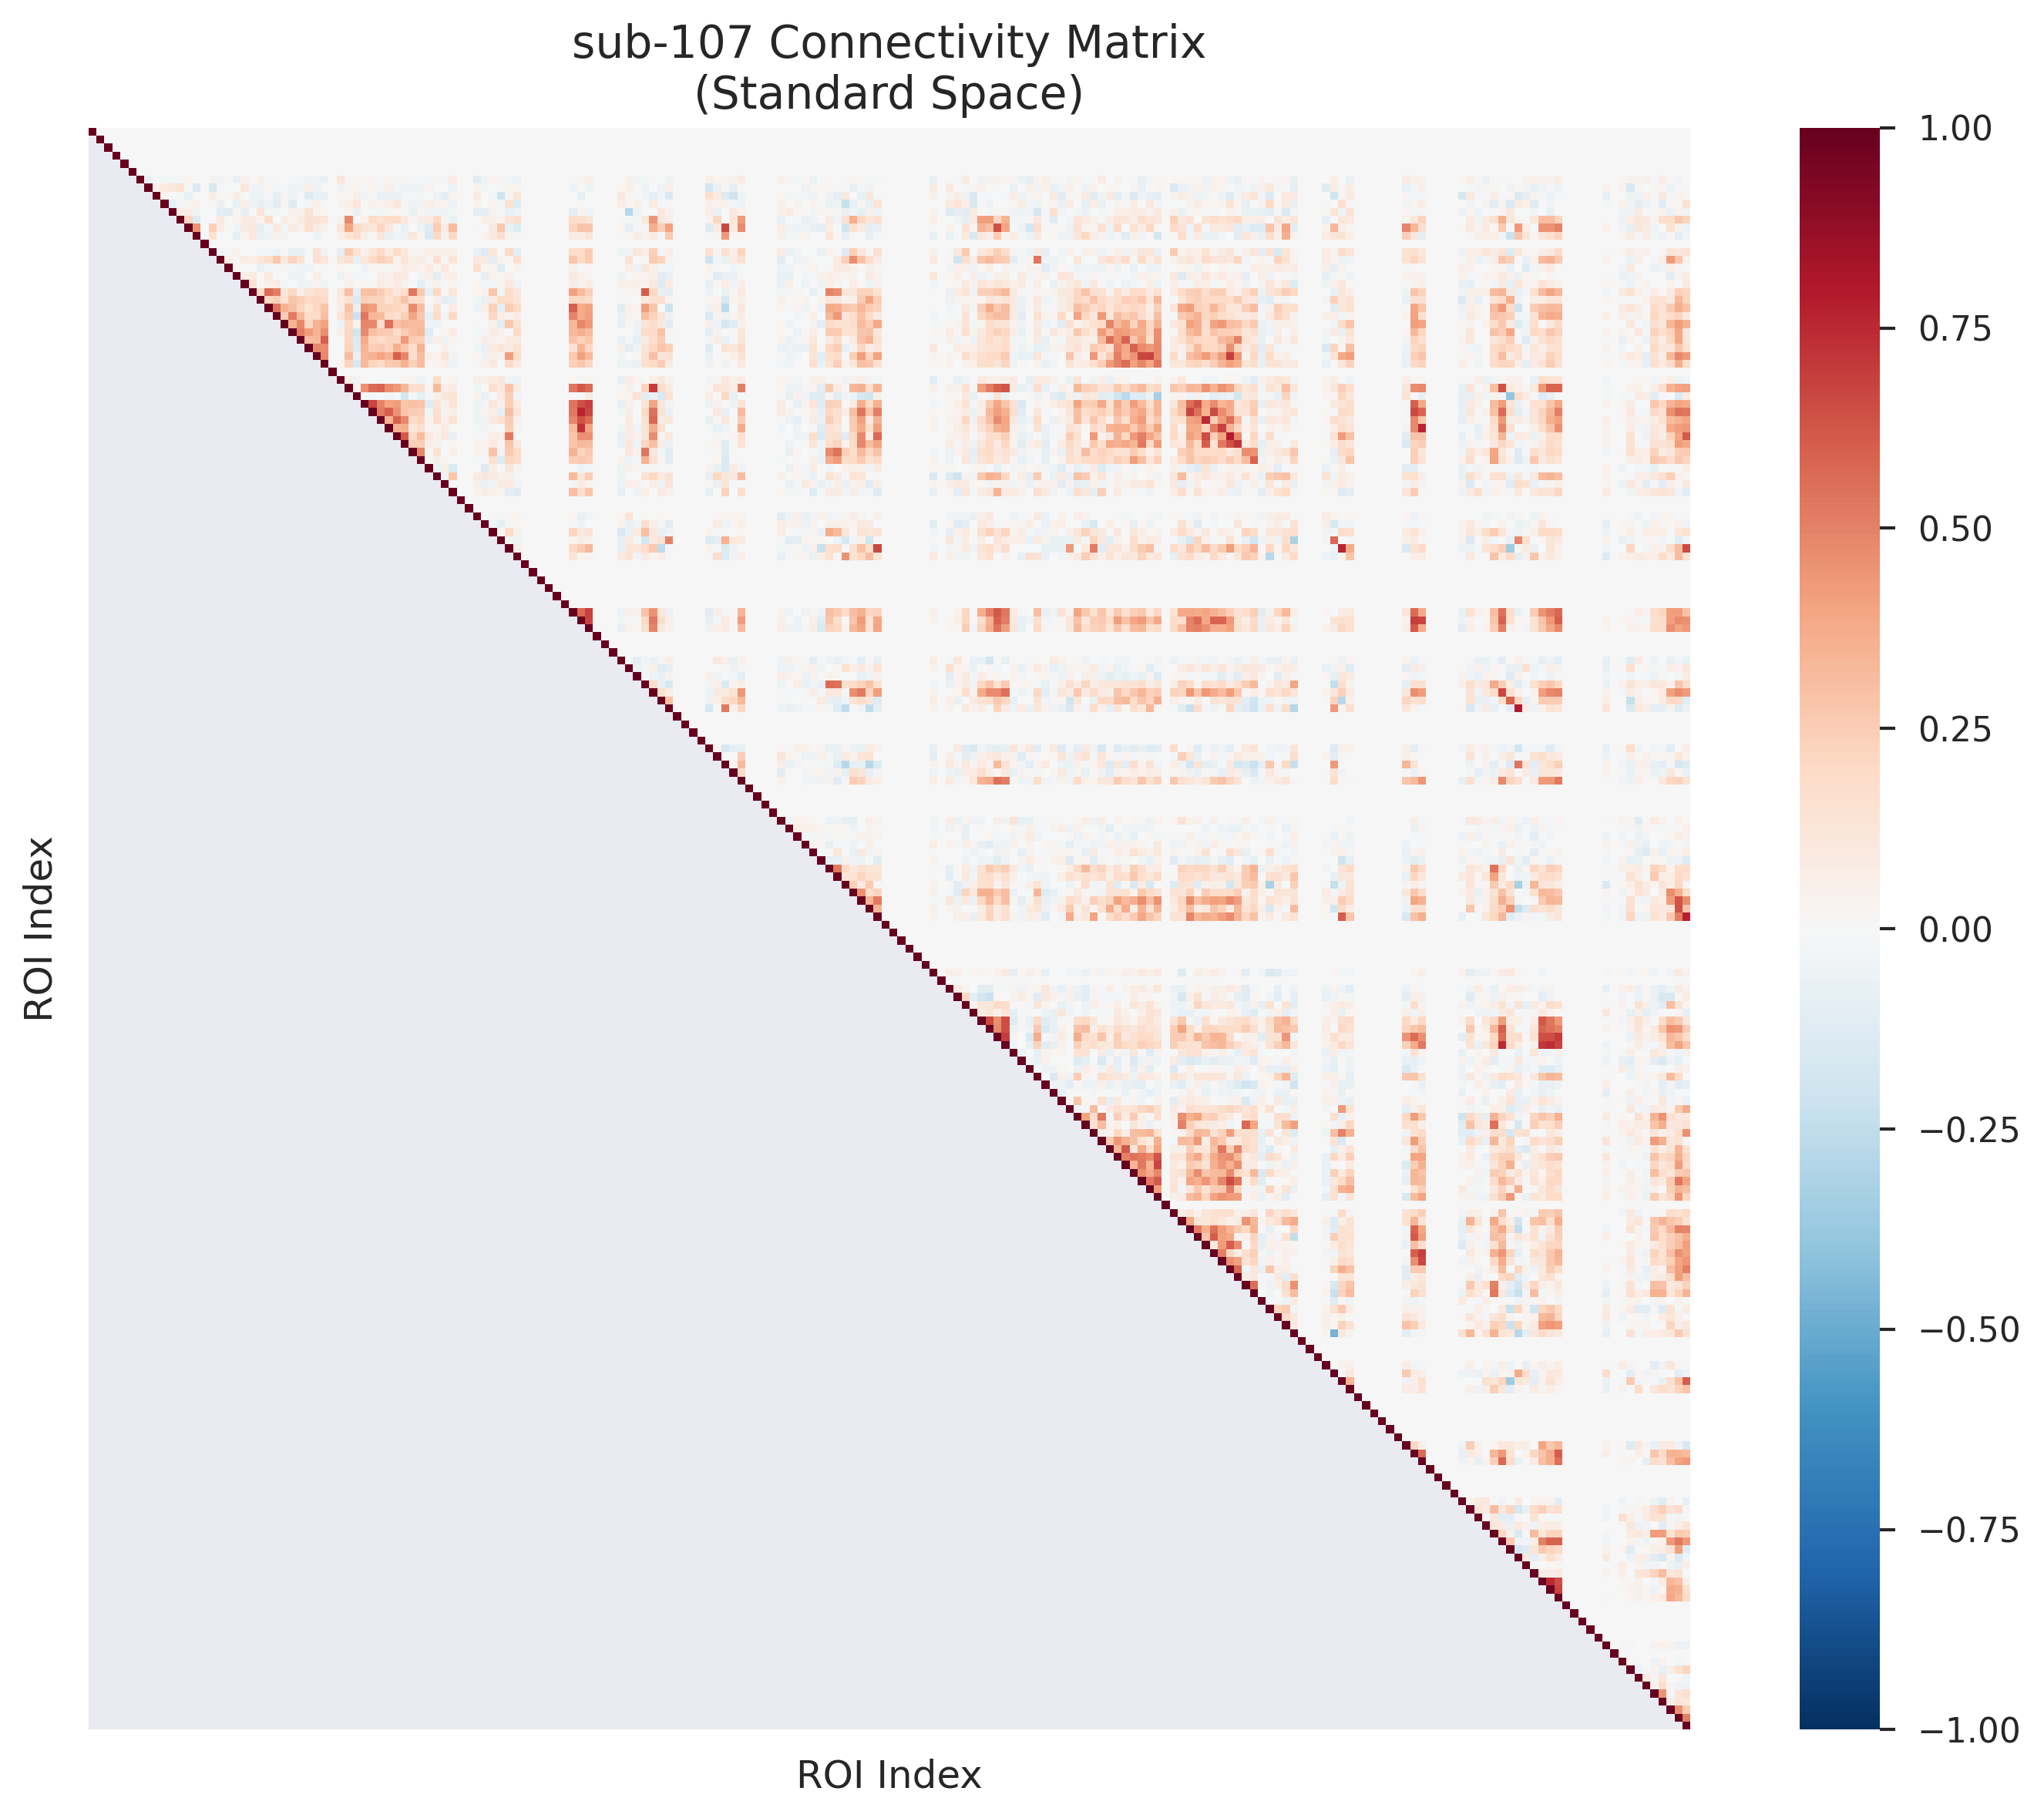 sub-107 Connectivity Matrix
(Standard Space)
1.00
0.75
0.50
0.25
0.00
−0.25
−0.50
−0.75
−1.00
ROI Index
ROI Index